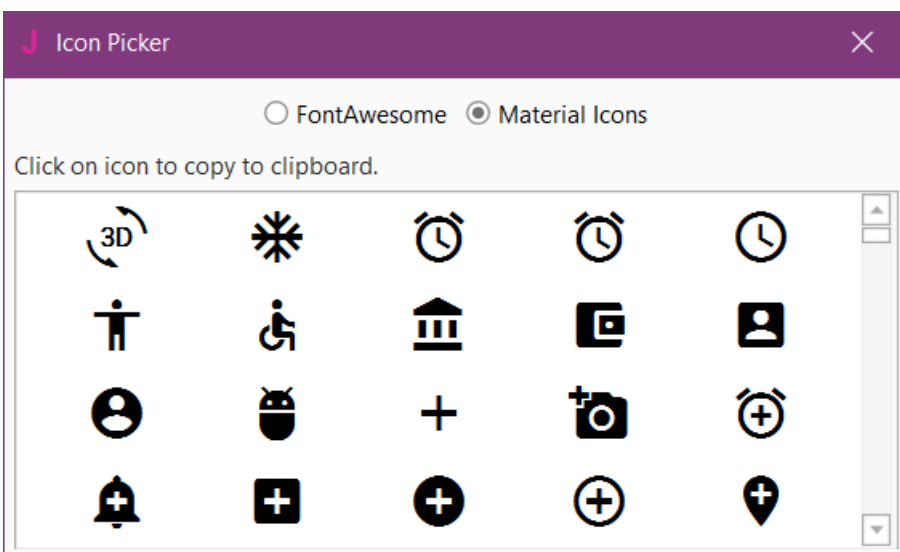 J Icon Picker
FontAwesome Material Icons
Click on icon to copy to clipboard.
3D